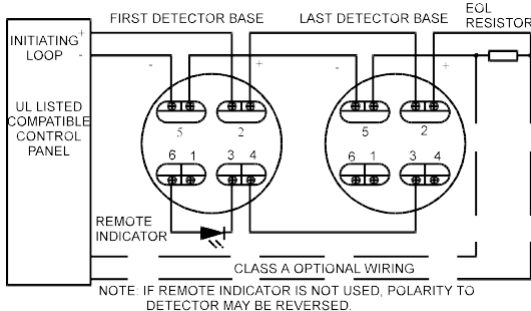 FIRST DETECTOR BASE
LAST DETECTOR BASE
EOL
RESISTOR
INITIATING
LOOP
+
-
UL LISTED
COMPATIBLE
CONTROL
PANEL
- +
5 2
6 1 3 4
- +
5 2
6 1 3 4
REMOTE
INDICATOR
CLASS A OPTIONAL WIRING
NOTE: IF REMOTE INDICATOR IS NOT USED, POLARITY TO
DETECTOR MAY BE REVERSED.